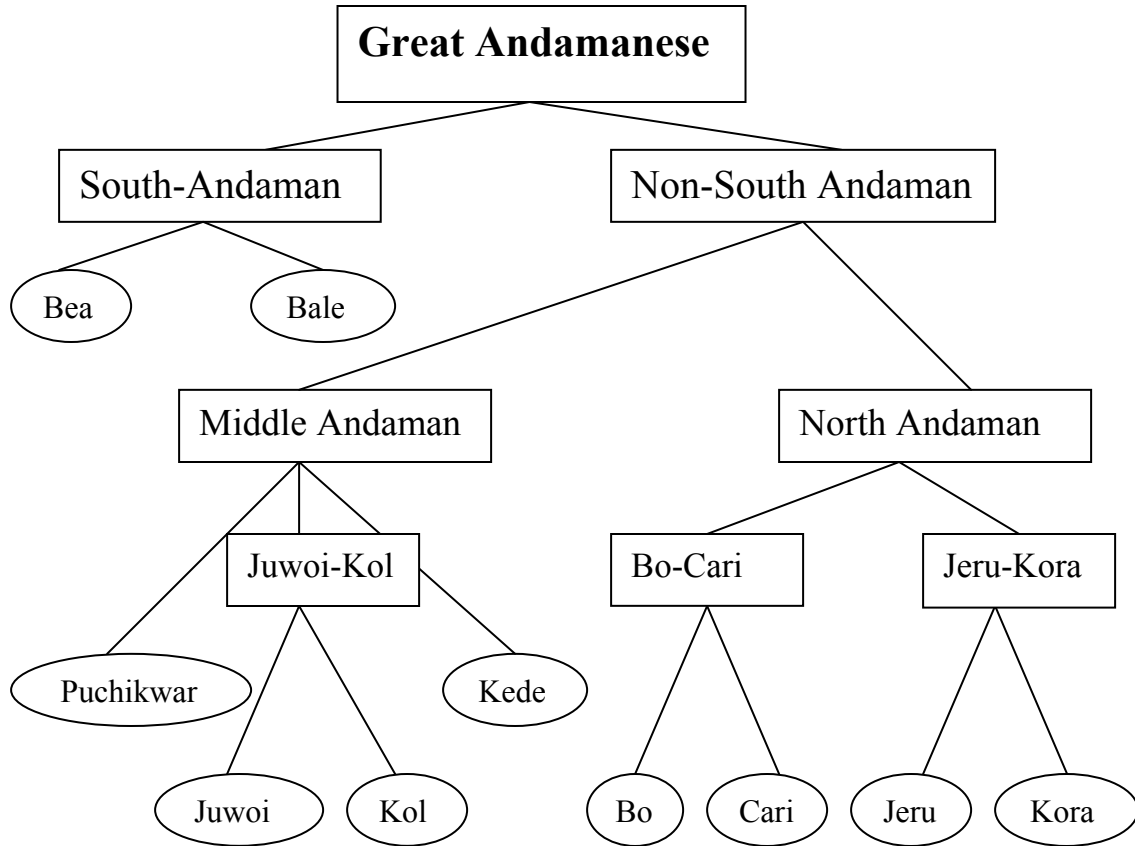 Great Andamanese
South-Andaman
Non-South Andaman
Bea
Bale
Middle Andaman
North Andaman
Juwoi-Kol
Bo-Cari
Jeru-Kora
Puchikwar
Kede
Juwoi
Kol
Bo
Cari
Jeru
Kora